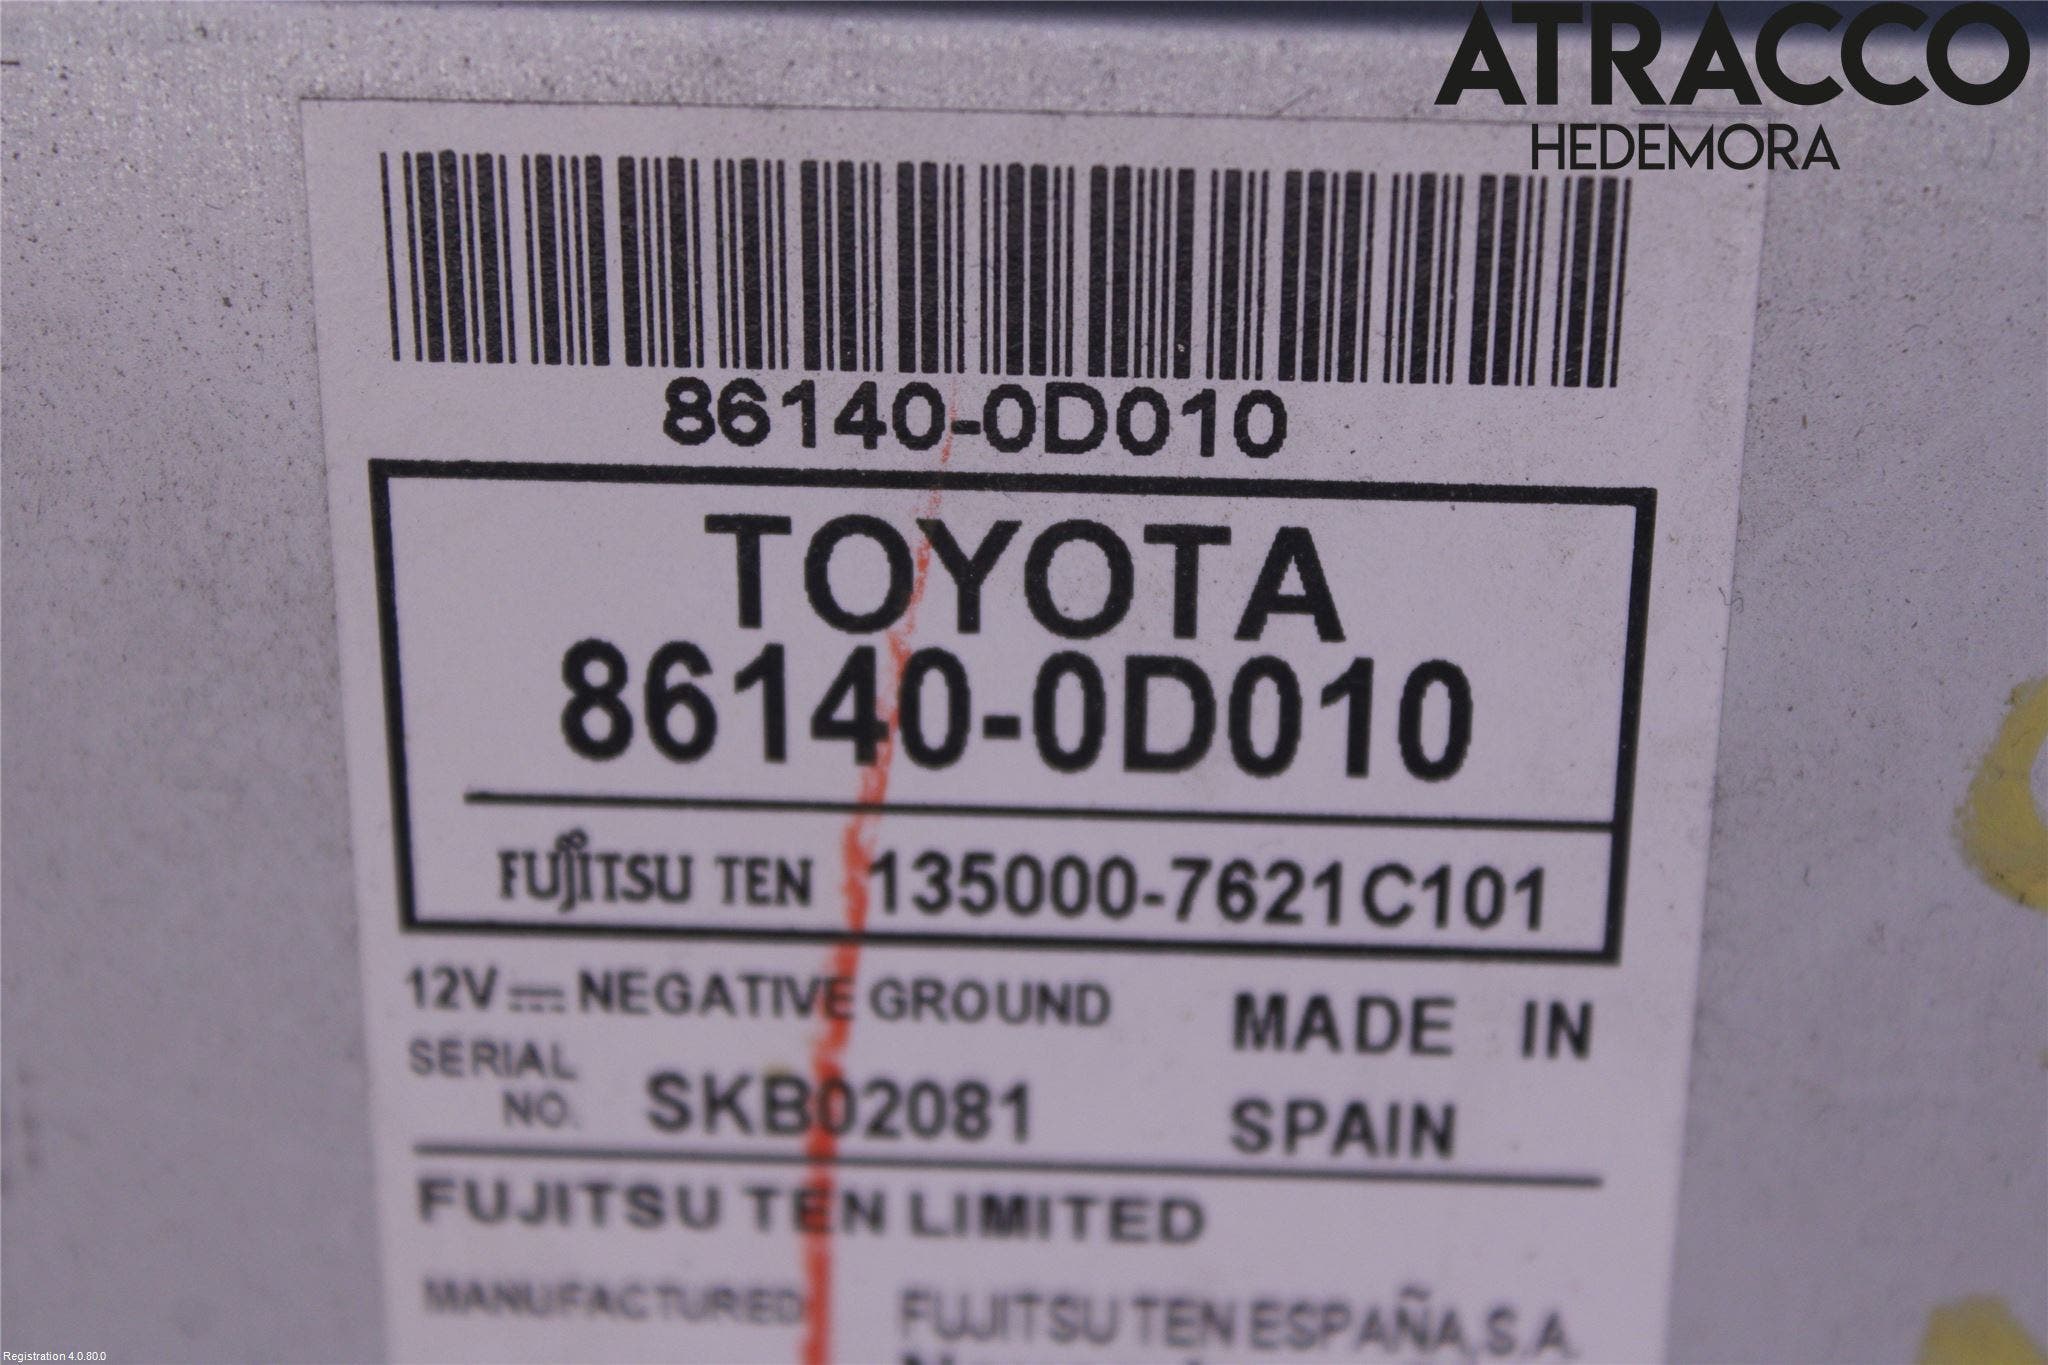 ATRACCO
HEDEMORA
86140-0D010
TOYOTA
86140-0D010
FUJITSU TEN 135000-7621C101
12V NEGATIVE GROUND
MADE IN
SERIAL
NO. SKB02081
SPAIN
FUJITSU TEN LIMITED
MANUFACTURED FUJITSU TEN ESPAÑA, S.A.
Registration 4.0.80.0